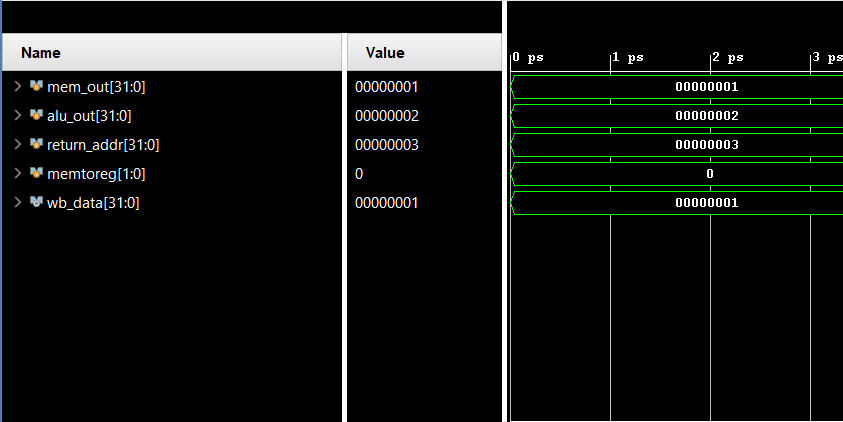 Name Value
0 ps 1 ps 2 ps 3 ps
mem_out[31:0] 00000001 00000001
alu_out[31:0] 00000002 00000002
return_addr[31:0] 00000003 00000003
memtoreg[1:0] 0 0
wb_data[31:0] 00000001 00000001